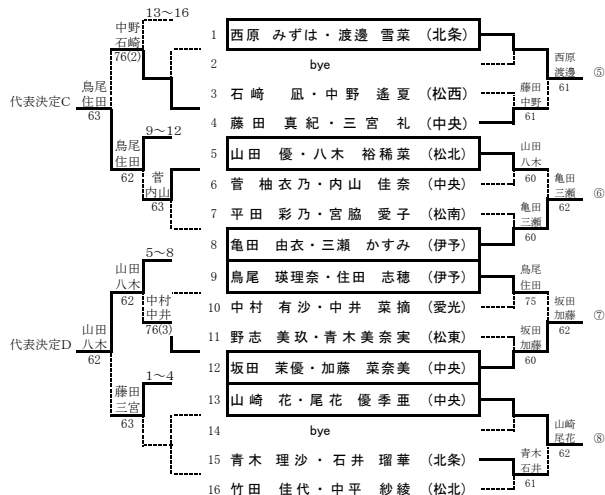 中野
石崎
76(2)
13～16
鳥尾
住田
63
代表決定C
9～12
鳥尾
住田
62
菅
内山
63
5～8
山田
八木
62
中村
中井
76(3)
山田
八木
62
代表決定D
1～4
藤田
三宮
63
1 西原 みずは・渡邊 雪菜 （北条）
2 bye
3 石﨑 凪・中野 遙夏 （松西）
4 藤田 真紀・三宮 礼 （中央）
5 山田 優・八木 裕稀菜 （松北）
6 菅 柚衣乃・内山 佳奈 （中央）
7 平田 彩乃・宮脇 愛子 （松南）
8 亀田 由衣・三瀬 かすみ （伊予）
9 鳥尾 瑛理奈・住田 志穂 （伊予）
10 中村 有沙・中井 菜摘 （愛光）
11 野志 美玖・青木美奈実 （松東）
12 坂田 茉優・加藤 菜奈美 （中央）
13 山崎 花・尾花 優季亜 （中央）
14 bye
15 青木 理沙・石井 瑠華 （北条）
16 竹田 佳代・中平 紗綾 （松北）
西原
渡邊
61
⑤
藤田
中野
61
山田
八木
60
亀田
三瀬
62
⑥
亀田
三瀬
60
鳥尾
住田
75
坂田
加藤
62
⑦
坂田
加藤
60
山崎
尾花
62
⑧
青木
石井
61